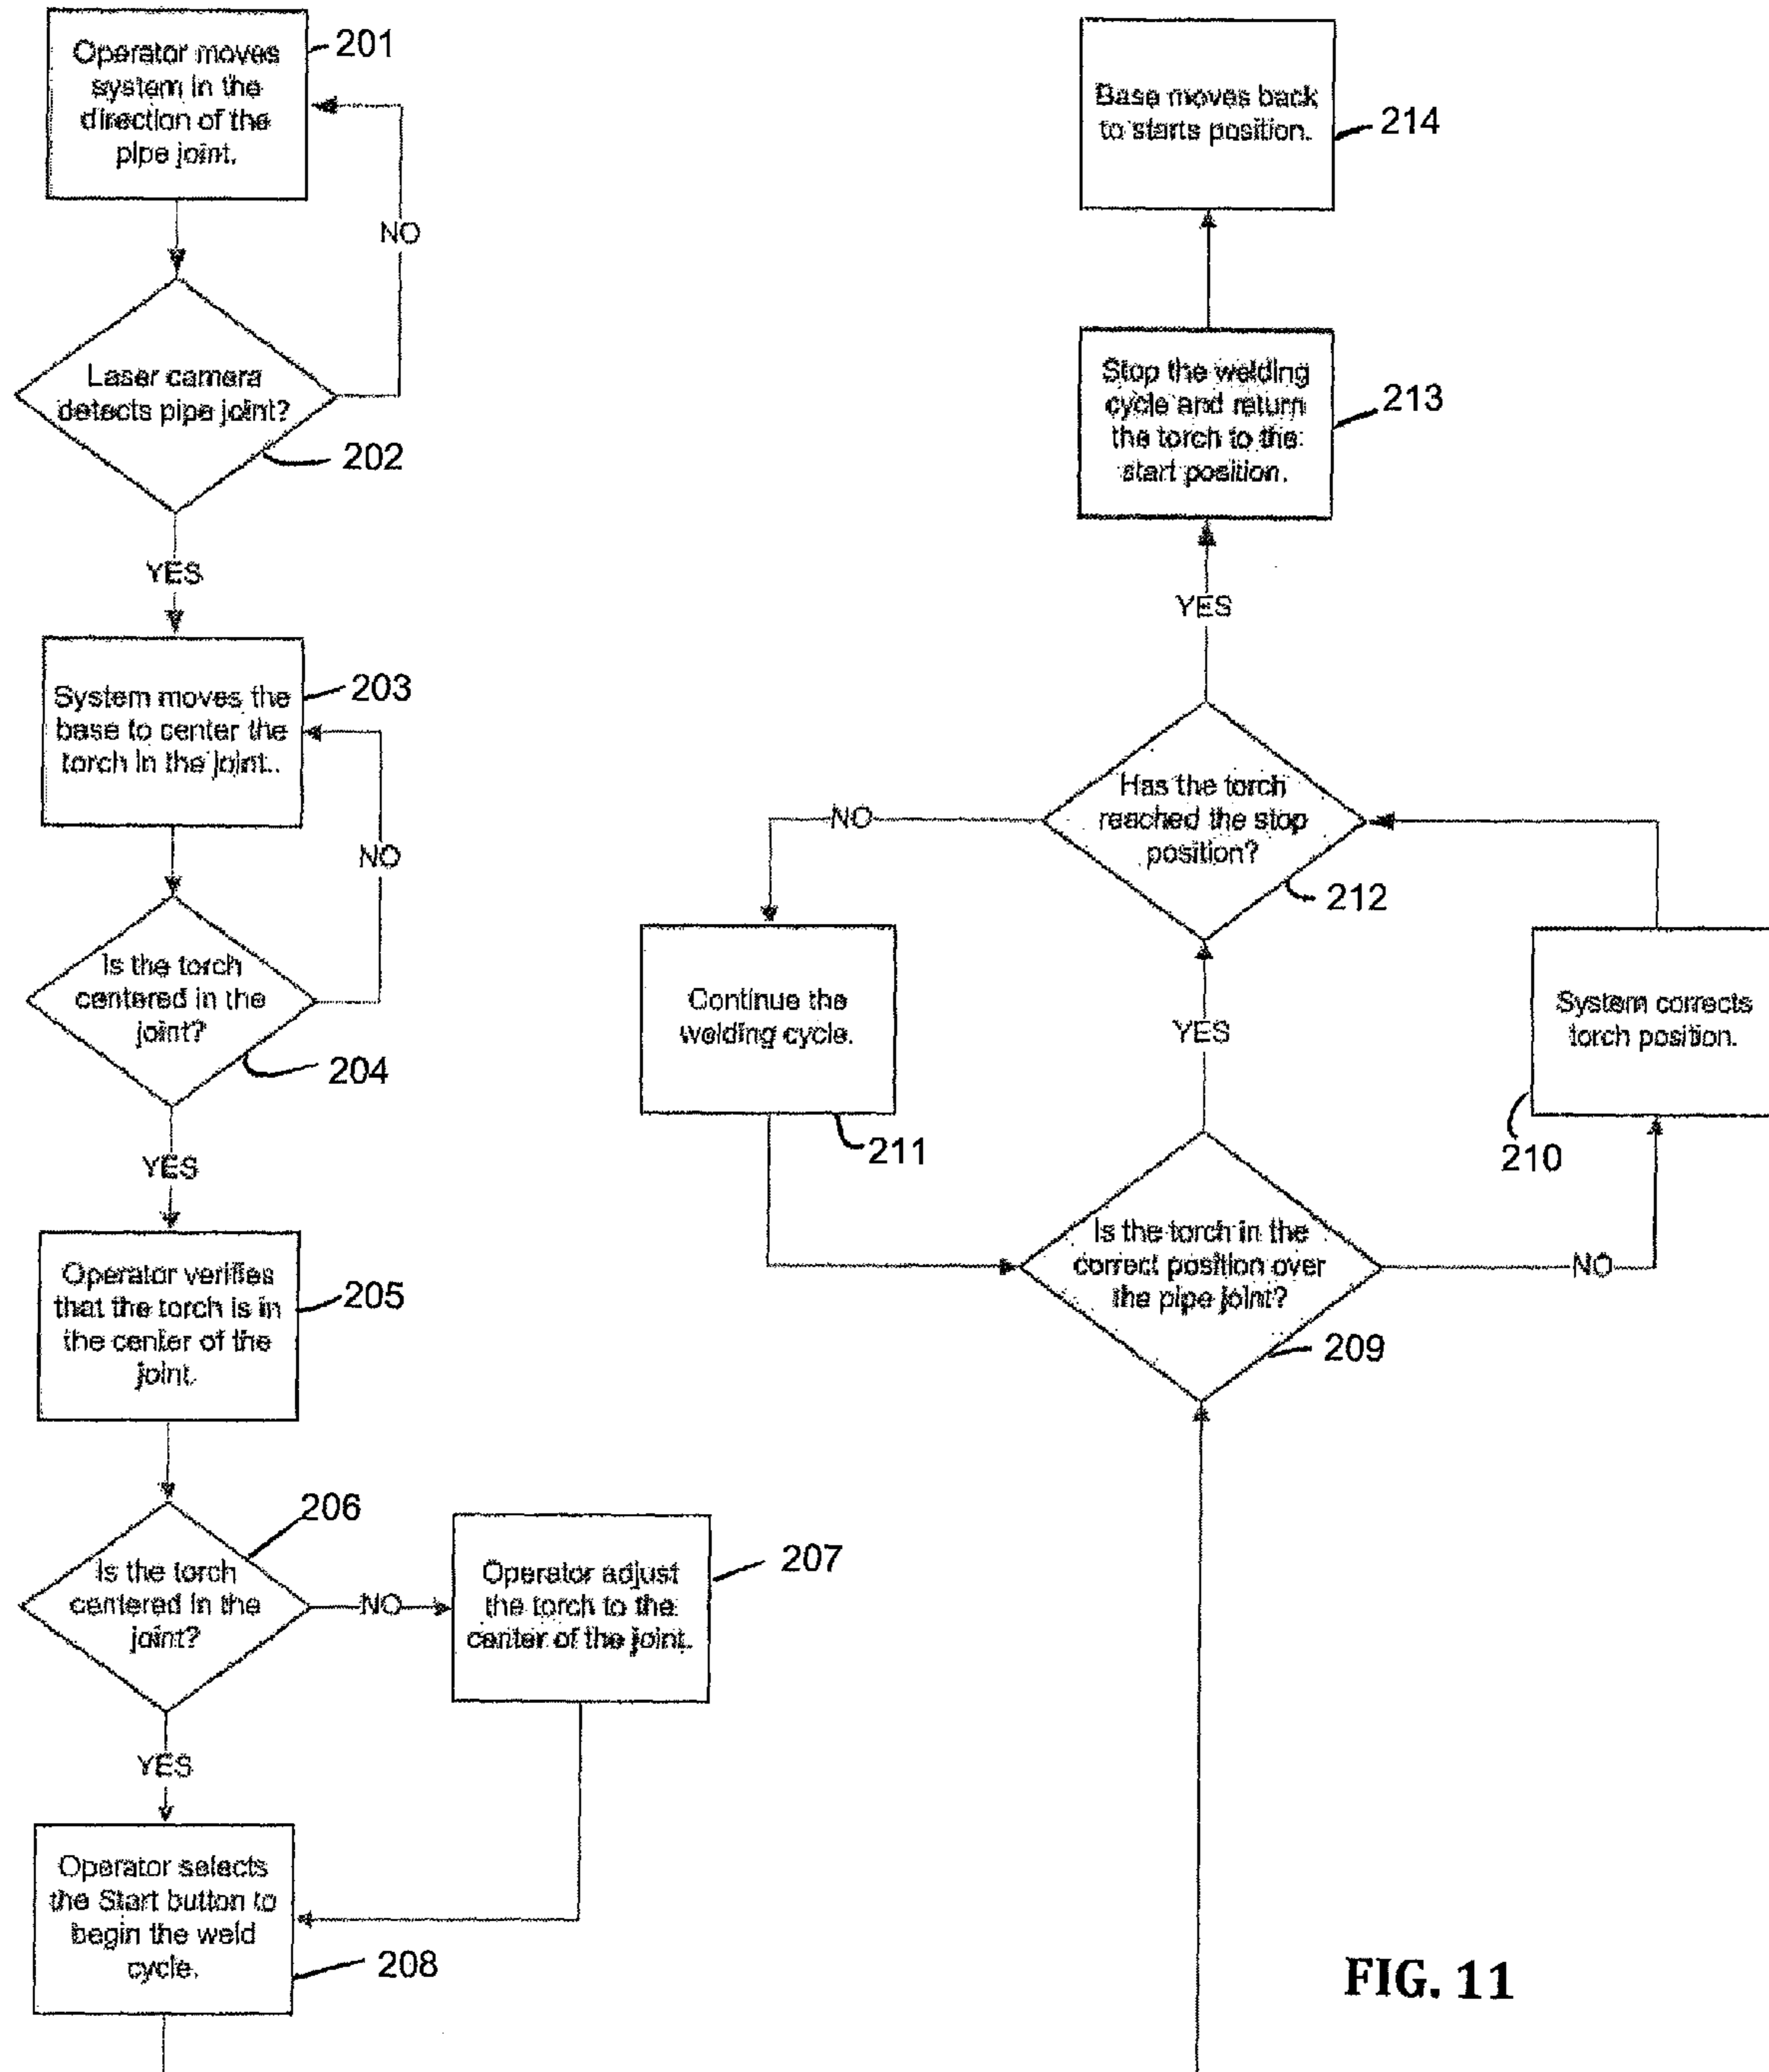 Operator moves
system in the
direction of the
pipe joint.
201
NO
Laser camera
detects pipe joint?
202
YES
System moves the
base to center the
torch in the joint..
203
NO
Is the torch
centered in the
joint?
204
YES
Operator verifies
that the torch is in
the center of the
joint.
205
206
Is the torch
centered in the
joint?
NO
Operator adjust
the torch to the
center of the joint.
207
YES
Operator selects
the Start button to
begin the weld
cycle.
208
Base moves back
to starts position.
214
Stop the welding
cycle and return
the torch to the
start position.
213
YES
Has the torch
reached the stop
position?
212
NO
Continue the
welding cycle.
211
YES
System corrects
torch position.
210
Is the torch in the
correct position over
the pipe joint?
209
NO
FIG. 11